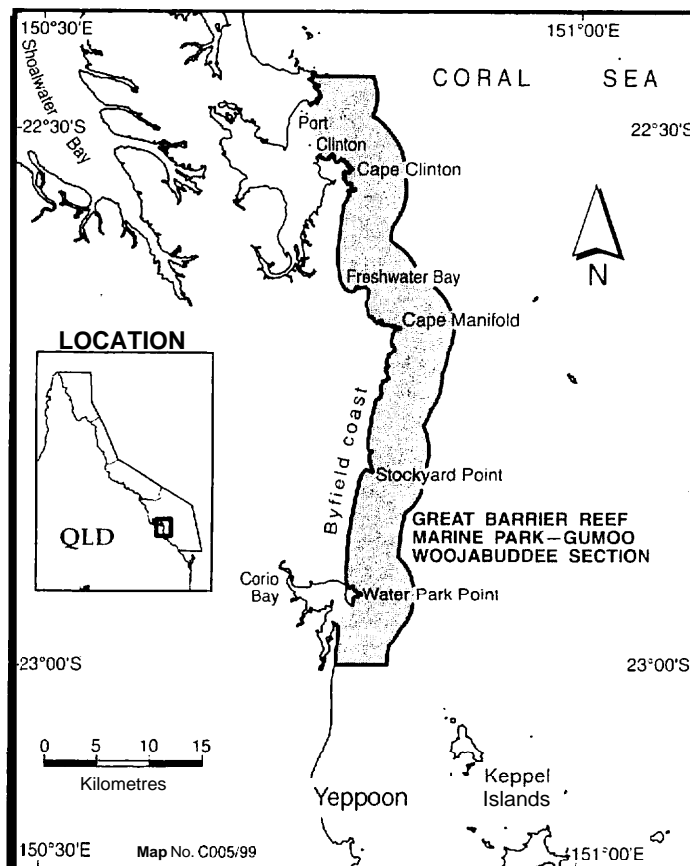 150°30'E
151°00'E
CORAL SEA
Shoalwater
Bay
22°30'S
22°30'S
Port
Clinton
Cape Clinton
N
Freshwater Bay
Cape Manifold
LOCATION
QLD
Byfield coast
Stockyard Point
GREAT BARRIER REEF
MARINE PARK—GUMOO
WOOJABUDDEE SECTION
Corio
Bay
Water Park Point
23°00'S
23°00'S
0 5 10 15
Kilometres
Yeppoon
Keppel
Islands
150°30'E
Map No. C005/99
151°00'E